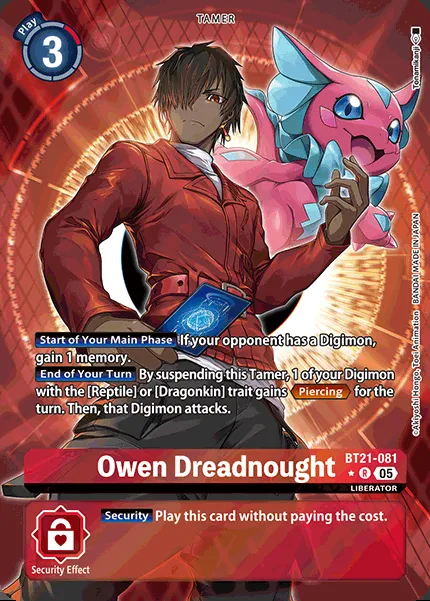 TAMER
Play
3
Tonamikanji
Start of Your Main Phase If your opponent has a Digimon,
gain 1 memory.
End of Your Turn By suspending this Tamer, 1 of your Digimon
with the [Reptile] or [Dragonkin] trait gains Piercing for the
turn. Then, that Digimon attacks.
©Akiyoshi Hongo, Toei Animation BANDAI MADE IN JAPAN
Owen Dreadnought
BT21-081
R 05
LIBERATOR
Security Play this card without paying the cost.
Security Effect